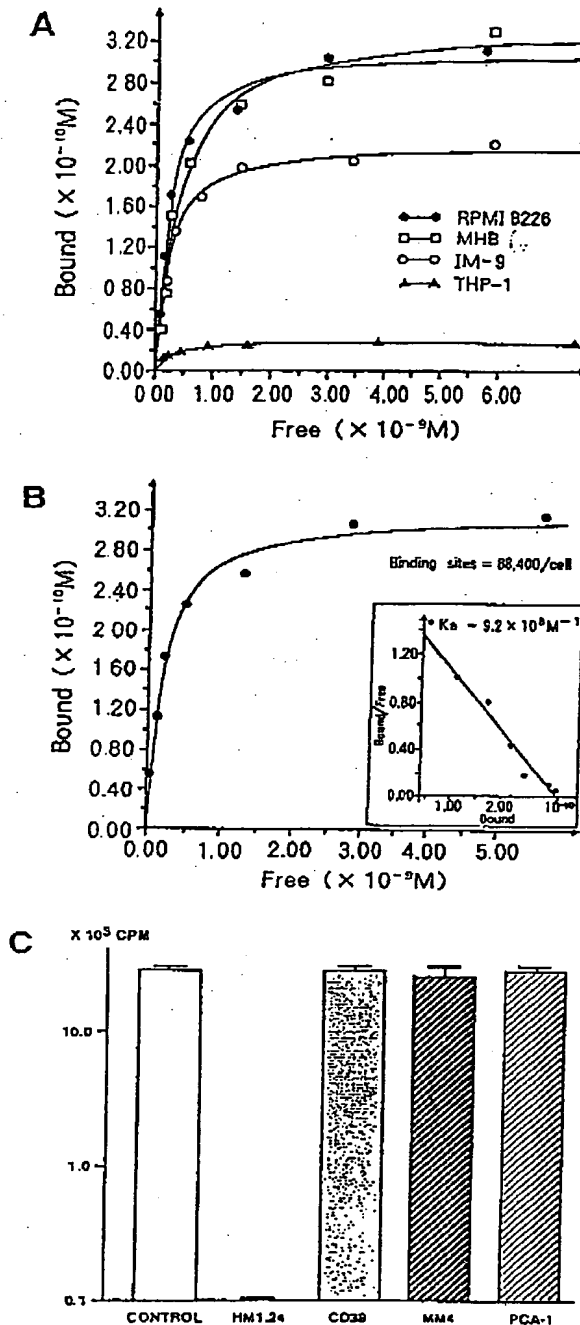 A
3.20
2.80
2.40
2.00
1.60
1.20
0.80
0.40
0.00
Bound (× 10⁻¹⁰M)
RPMI 8226
MHB
IM-9
THP-1
0.00 1.00 2.00 3.00 4.00 5.00 6.00
Free (× 10⁻⁹M)
B
3.20
2.80
2.40
2.00
1.60
1.20
0.80
0.40
0.00
Bound (× 10⁻¹⁰M)
Binding sites = 88,400/cell
Ka = 9.2 × 10⁸M⁻¹
1.20
0.80
0.40
0.00
Bound/Free
1.00 2.00 10⁻¹⁰
Bound
0.00 1.00 2.00 3.00 4.00 5.00
Free (× 10⁻⁹M)
C
× 10³ CPM
10.0
1.0
0.1
CONTROL HM1.24 CD38 MM4 PCA-1